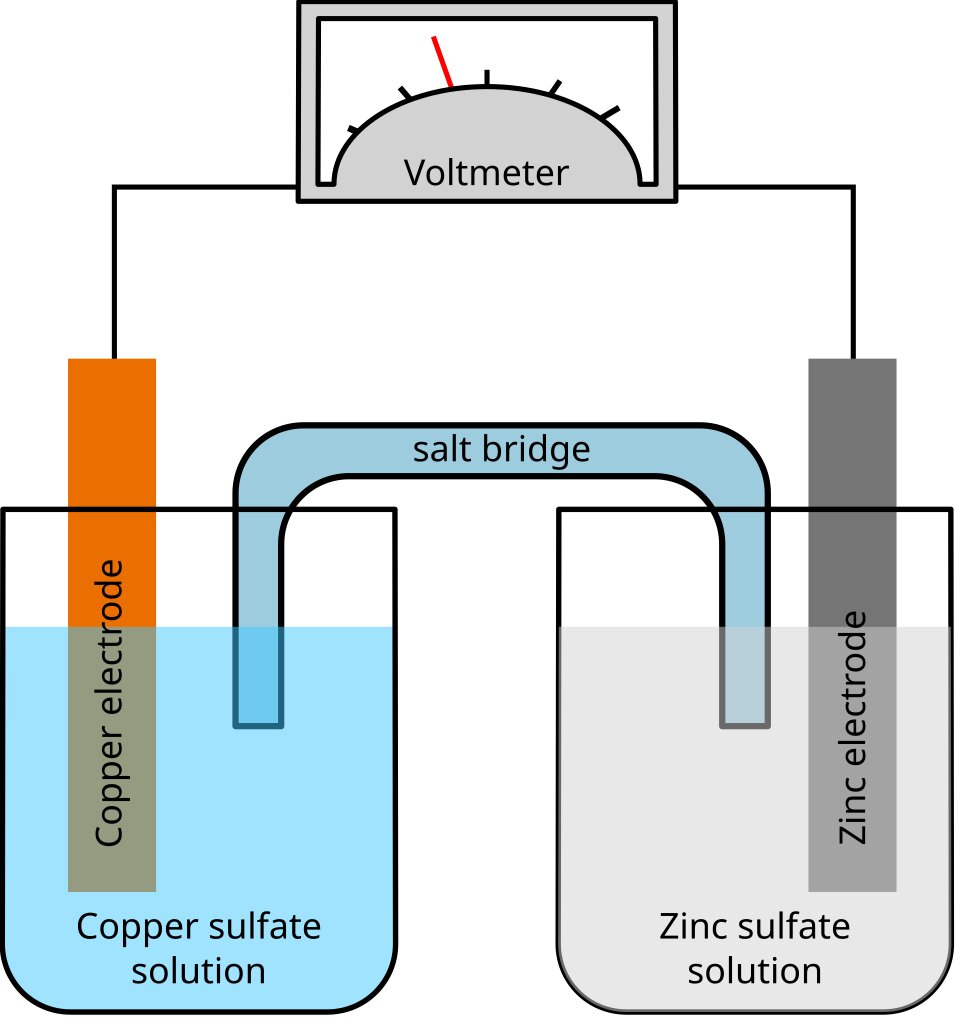 Voltmeter
salt bridge
Copper electrode
Zinc electrode
Copper sulfate
solution
Zinc sulfate
solution